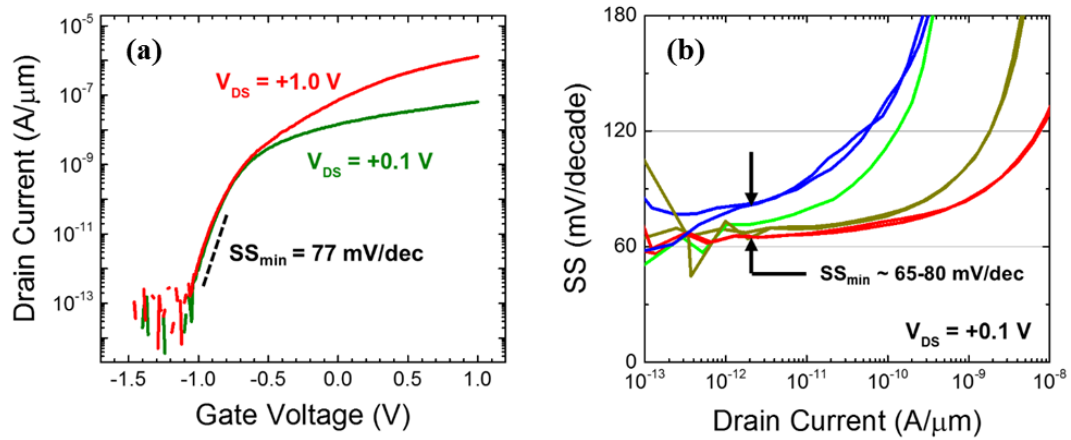 (a)
V_DS = +1.0 V
V_DS = +0.1 V
SS_min = 77 mV/dec
Drain Current (A/μm)
10⁻⁵
10⁻⁷
10⁻⁹
10⁻¹¹
10⁻¹³
-1.5 -1.0 -0.5 0.0 0.5 1.0
Gate Voltage (V)
(b)
SS (mV/decade)
180
120
60
0
SS_min ~ 65-80 mV/dec
V_DS = +0.1 V
10⁻¹³ 10⁻¹² 10⁻¹¹ 10⁻¹⁰ 10⁻⁹ 10⁻⁸
Drain Current (A/μm)